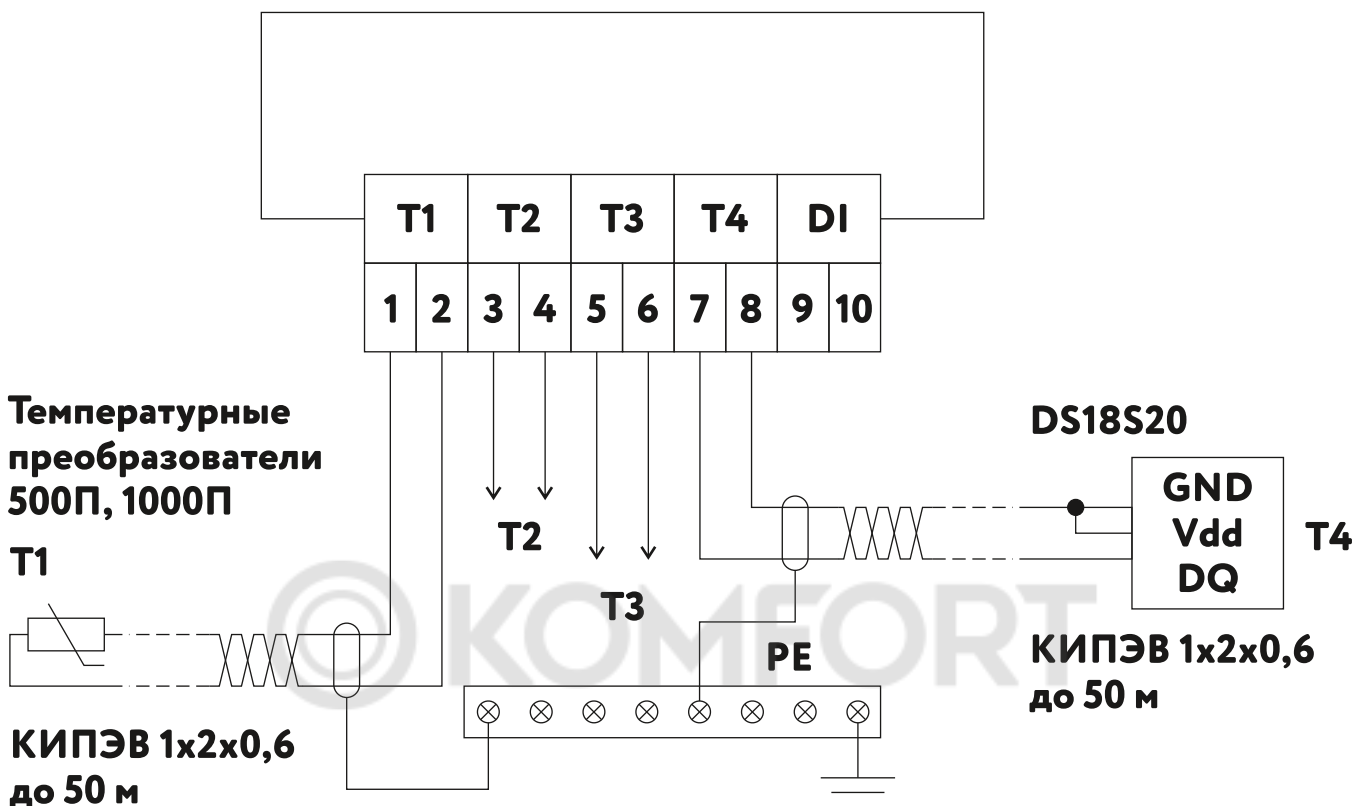 T1 T2 T3 T4 DI
1 2 3 4 5 6 7 8 9 10
Температурные
преобразователи
500П, 1000П
T1
T2
T3
DS18S20
GND
Vdd
DQ
T4
KOMFORT
PE
КИПЭВ 1x2x0,6
до 50 м
КИПЭВ 1x2x0,6
до 50 м